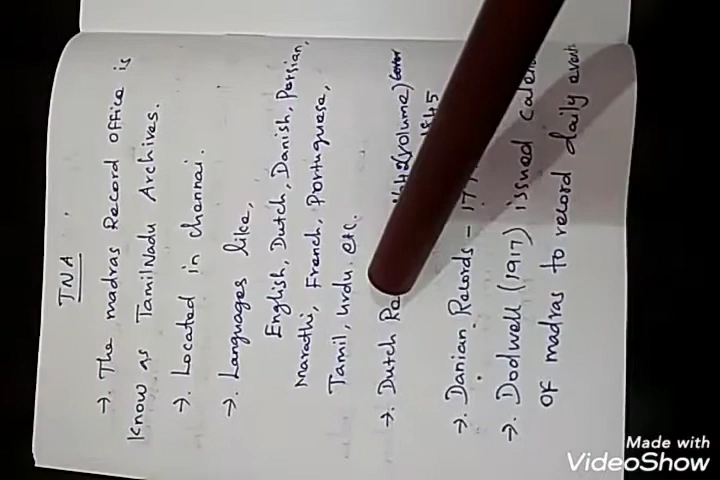 TNA.
→. The madras Record office is
know as TamilNadu Archives.
→. Located in chennai.
→. Languages like,
English, Dutch, Danish, Persian,
Marathi, French, Portuguese,
Tamil, urdu. etc.
→. Dutch (volume)
1845
→. Danian Records -
→. Dodwell (1917) issued
of madras to record daily
Made with
VideoShow